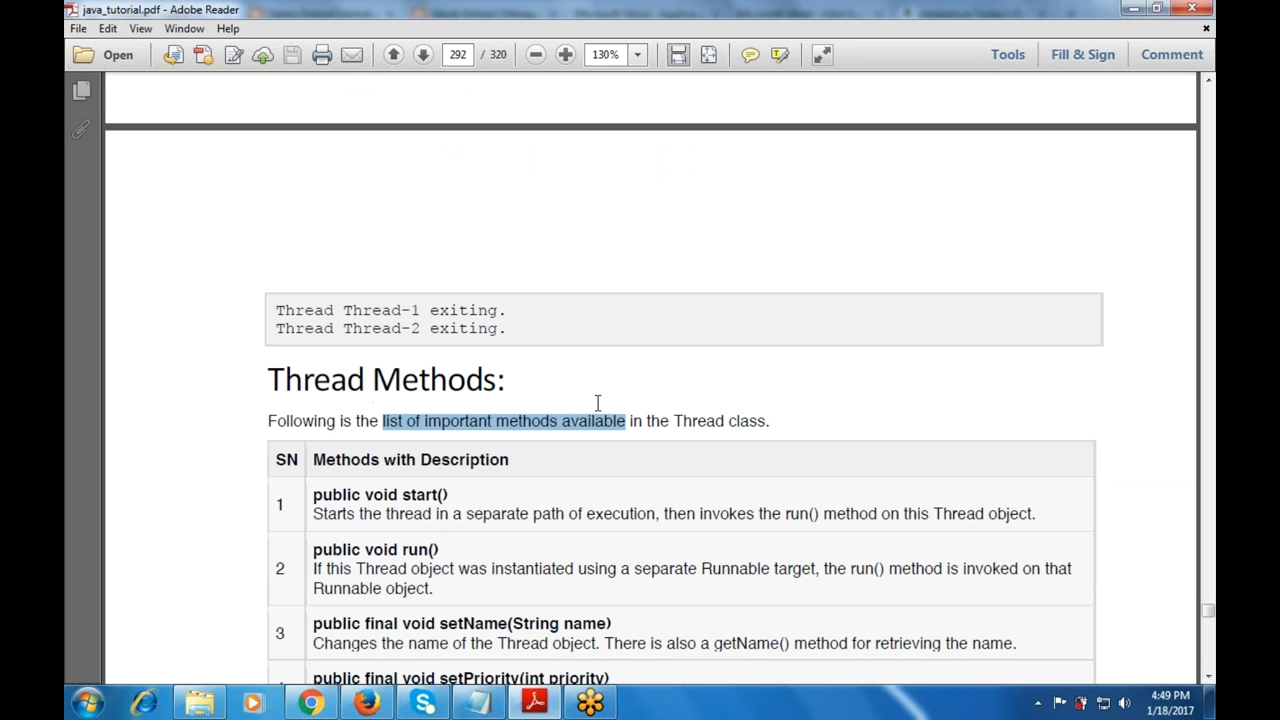 java_tutorial.pdf - Adobe Reader
File Edit View Window Help
Open 292 / 320 130% Tools Fill & Sign Comment
Thread Thread-1 exiting.
Thread Thread-2 exiting.
Thread Methods:
Following is the list of important methods available in the Thread class.
SN Methods with Description
1 public void start()
Starts the thread in a separate path of execution, then invokes the run() method on this Thread object.
2 public void run()
If this Thread object was instantiated using a separate Runnable target, the run() method is invoked on that
Runnable object.
3 public final void setName(String name)
Changes the name of the Thread object. There is also a getName() method for retrieving the name.
public final void setPriority(int priority)
4:49 PM
1/18/2017